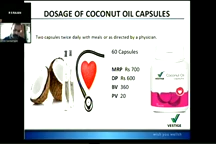 DOSAGE OF COCONUT OIL CAPSULES
Two capsules twice daily with meals or as directed by a physician.
60 Capsules
MRP Rs 700
DP Rs 600
BV 360
PV 20
VESTIGE